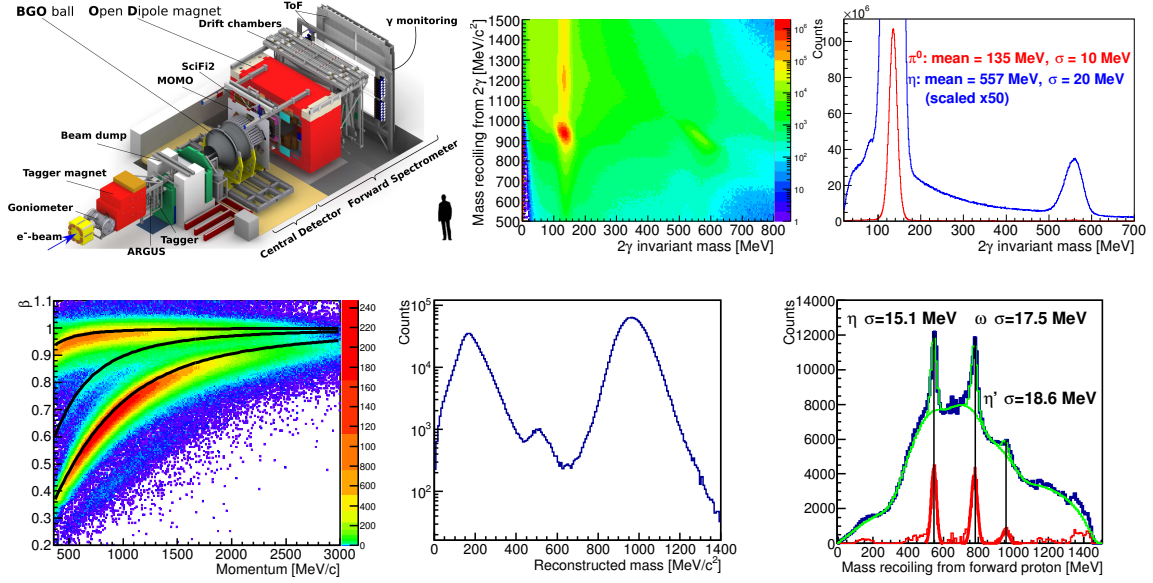 BGO ball Open Dipole magnet
ToF
Drift chambers
γ monitoring
SciFi2
MOMO
Beam dump
Tagger magnet
Goniometer
e⁻-beam
ARGUS
Tagger
Central Detector
Forward Spectrometer
Mass recoiling from 2γ [MeV/c²]
1500
1400
1300
1200
1100
1000
900
800
700
600
500
0 100 200 300 400 500 600 700 800
2γ invariant mass [MeV]
10⁶
10⁵
10⁴
10³
10²
10
1
×10⁶
Counts
100
80
60
40
20
0
π⁰: mean = 135 MeV, σ = 10 MeV
η: mean = 557 MeV, σ = 20 MeV
(scaled x50)
100 200 300 400 500 600 700
2γ invariant mass [MeV]
β
1.1
1
0.9
0.8
0.7
0.6
0.5
0.4
0.3
0.2
500 1000 1500 2000 2500 3000
Momentum [MeV/c]
240
220
200
180
160
140
120
1000
800
600
400
200
0
Counts
10⁵
10⁴
10³
10²
0 200 400 600 800 1000 1200 1400
Reconstructed mass [MeV/c²]
Counts
14000
12000
10000
8000
6000
4000
2000
0
η σ=15.1 MeV ω σ=17.5 MeV
η' σ=18.6 MeV
0 200 400 600 800 1000 1400
Mass recoiling from forward proton [MeV]